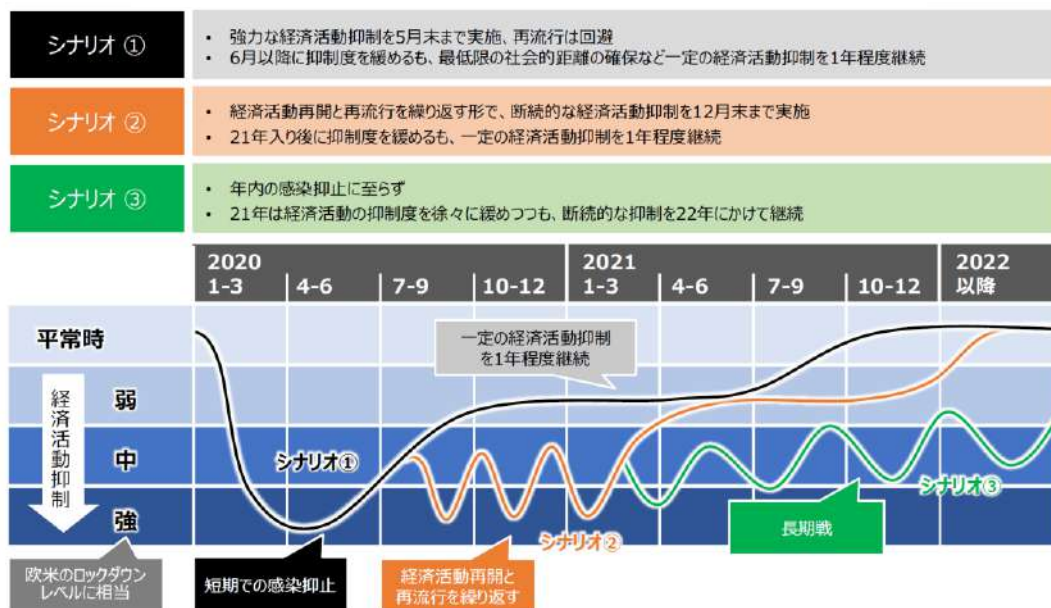 シナリオ ①
• 強力な経済活動抑制を5月末まで実施、再流行は回避
• 6月以降に抑制度を緩めるも、最低限の社会的距離の確保など一定の経済活動抑制を1年程度継続
シナリオ ②
• 経済活動再開と再流行を繰り返す形で、断続的な経済活動抑制を12月末まで実施
• 21年入り後に抑制度を緩めるも、一定の経済活動抑制を1年程度継続
シナリオ ③
• 年内の感染抑止に至らず
• 21年は経済活動の抑制度を徐々に緩めつつも、断続的な抑制を22年にかけて継続
2020 2021 2022
1-3 4-6 7-9 10-12 1-3 4-6 7-9 10-12 以降
平常時
一定の経済活動抑制
を1年程度継続
経済活動抑制
弱
中
強
シナリオ①
シナリオ③
シナリオ②
長期戦
欧米のロックダウン
レベルに相当
短期での感染抑止
経済活動再開と
再流行を繰り返す